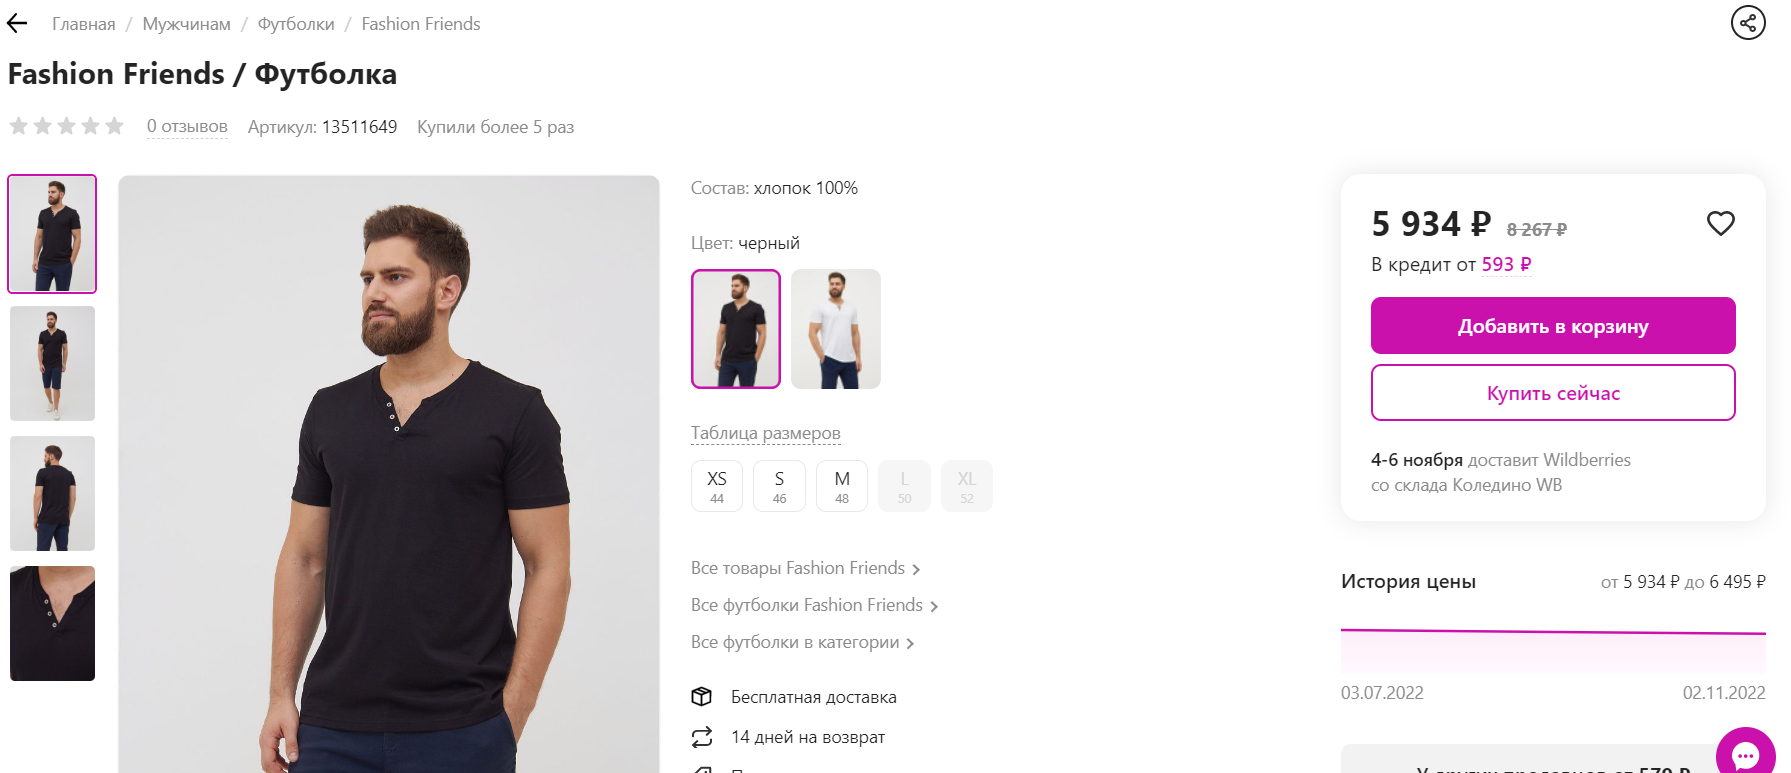 Главная / Мужчинам / Футболки / Fashion Friends
Fashion Friends / Футболка
0 отзывов Артикул: 13511649 Купили более 5 раз
Состав: хлопок 100%
Цвет: черный
Таблица размеров
XS S M L XL
44 46 48 50 52
Все товары Fashion Friends
Все футболки Fashion Friends
Все футболки в категории
Бесплатная доставка
14 дней на возврат
5 934 ₽ 8 267 ₽
В кредит от 593 ₽
Добавить в корзину
Купить сейчас
4-6 ноября доставит Wildberries
со склада Коледино WB
История цены от 5 934 ₽ до 6 495 ₽
03.07.2022 02.11.2022
У других продавцов от 579 ₽